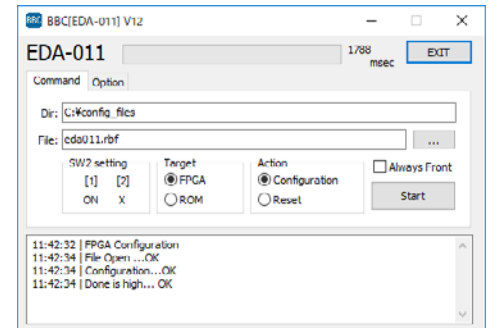 BBC[EDA-011] V12
EDA-011
1788 msec
EXIT
Command Option
Dir: C:¥config_files
File: eda011.rbf
...
SW2 setting
[1] [2]
ON X
Target
FPGA
ROM
Action
Configuration
Reset
Always Front
Start
11:42:32 | FPGA Configuration
11:42:34 | File Open ...OK
11:42:34 | Configuration...OK
11:42:34 | Done is high... OK